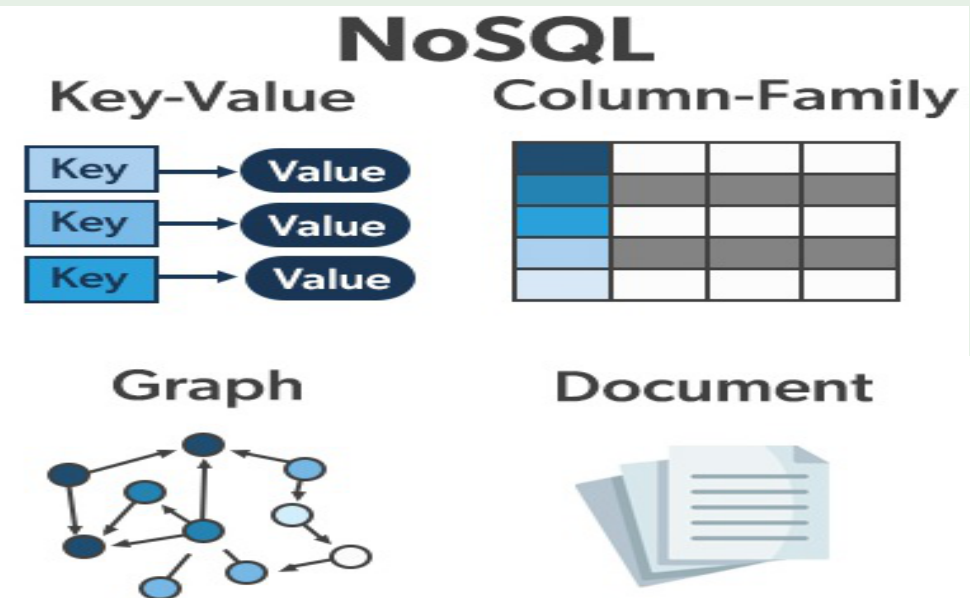 NoSQL
Key-Value
Column-Family
Key Value
Key Value
Key Value
Graph
Document